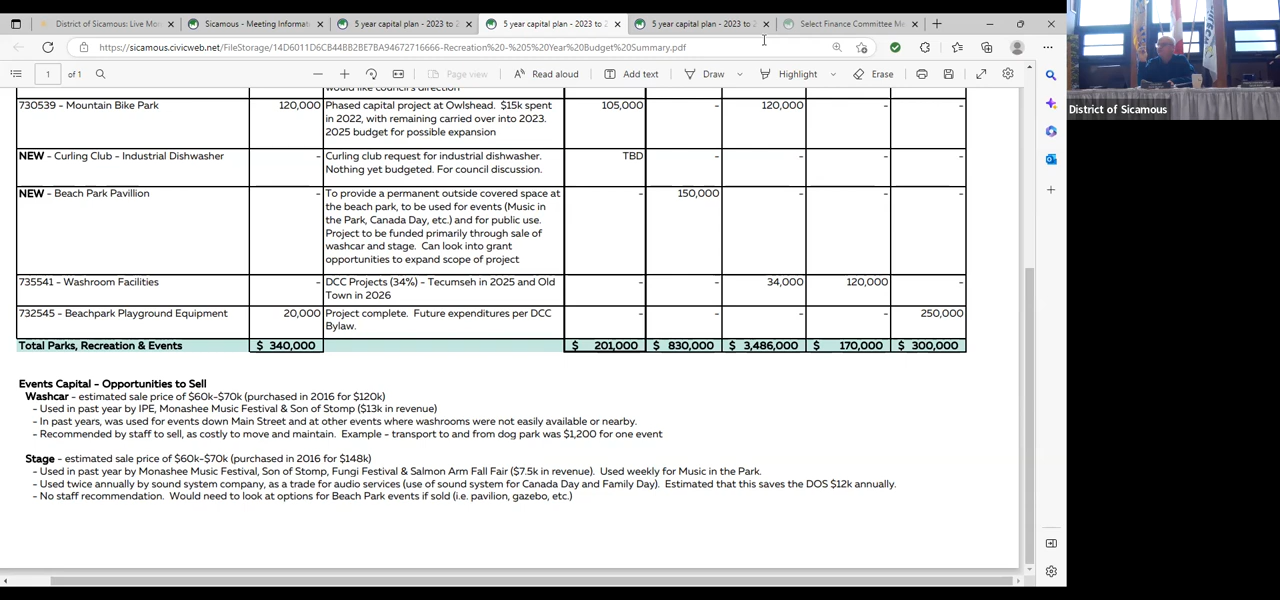 District of Sicamous: Live Mo
Sicamous - Meeting Informat
5 year capital plan - 2023 to 2
5 year capital plan - 2023 to 2
5 year capital plan - 2023 to 2
Select Finance Committee M
https://sicamous.civicweb.net/FileStorage/14D6011D6CB44BB2BE7BA94672716666-Recreation%20-%205%20Year%20Budget%20Summary.pdf
1 of 1 Page view Read aloud Add text Draw Highlight Erase
District of Sicamous
would like council's direction
730539 - Mountain Bike Park 120,000 Phased capital project at Owlshead. $15k spent 105,000 - 120,000 - -
in 2022, with remaining carried over into 2023.
2025 budget for possible expansion
NEW - Curling Club - Industrial Dishwasher - Curling club request for industrial dishwasher. TBD - - - -
Nothing yet budgeted. For council discussion.
NEW - Beach Park Pavillion - To provide a permanent outside covered space at - 150,000 - - -
the beach park, to be used for events (Music in
the Park, Canada Day, etc.) and for public use.
Project to be funded primarily through sale of
washcar and stage. Can look into grant
opportunities to expand scope of project
735541 - Washroom Facilities - DCC Projects (34%) - Tecumseh in 2025 and Old - - 34,000 120,000 -
Town in 2026
732545 - Beachpark Playground Equipment 20,000 Project complete. Future expenditures per DCC - - - - 250,000
Bylaw.
Total Parks, Recreation & Events $ 340,000 $ 201,000 $ 830,000 $ 3,486,000 $ 170,000 $ 300,000
Events Capital - Opportunities to Sell
Washcar - estimated sale price of $60k-$70k (purchased in 2016 for $120k)
- Used in past year by IPE, Monashee Music Festival & Son of Stomp ($13k in revenue)
- In past years, was used for events down Main Street and at other events where washrooms were not easily available or nearby.
- Recommended by staff to sell, as costly to move and maintain. Example - transport to and from dog park was $1,200 for one event
Stage - estimated sale price of $60k-$70k (purchased in 2016 for $148k)
- Used in past year by Monashee Music Festival, Son of Stomp, Fungi Festival & Salmon Arm Fall Fair ($7.5k in revenue). Used weekly for Music in the Park.
- Used twice annually by sound system company, as a trade for audio services (use of sound system for Canada Day and Family Day). Estimated that this saves the DOS $12k annually.
- No staff recommendation. Would need to look at options for Beach Park events if sold (i.e. pavilion, gazebo, etc.)